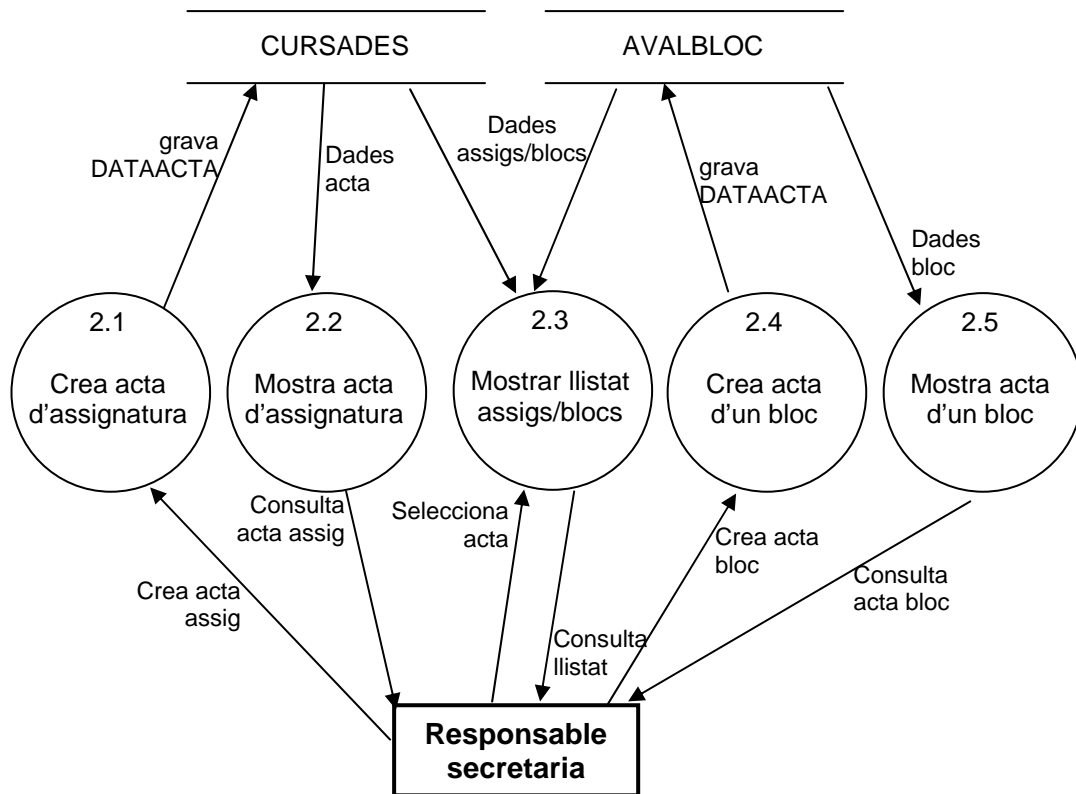 CURSADES
AVALBLOC
grava
DATAACTA
Dades
acta
Dades
assigs/blocs
grava
DATAACTA
Dades
bloc
2.1
Crea acta
d'assignatura
2.2
Mostra acta
d'assignatura
2.3
Mostrar llistat
assigs/blocs
2.4
Crea acta
d'un bloc
2.5
Mostra acta
d'un bloc
Crea acta
assig
Consulta
acta assig
Selecciona
acta
Consulta
llistat
Crea acta
bloc
Consulta
acta bloc
Responsable
secretaria